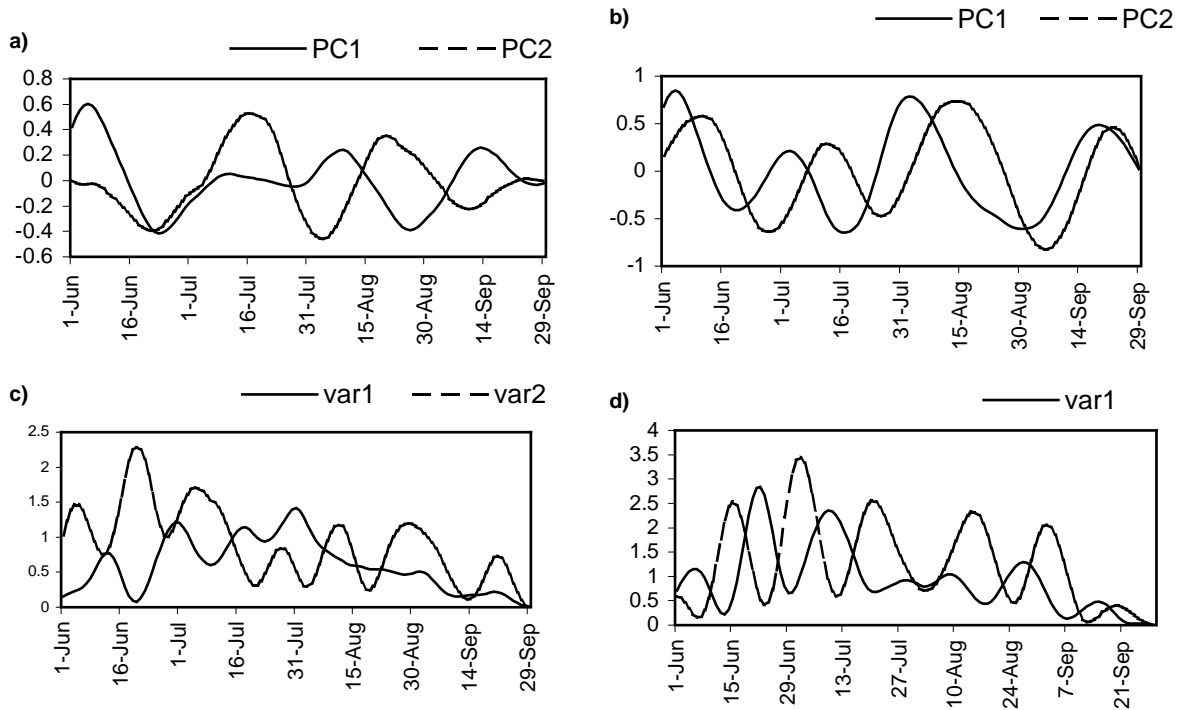 a)
PC1 PC2
0.8
0.6
0.4
0.2
0
-0.2
-0.4
-0.6
1-Jun 16-Jun 1-Jul 16-Jul 31-Jul 15-Aug 30-Aug 14-Sep 29-Sep
b)
PC1 PC2
1
0.5
0
-0.5
-1
1-Jun 16-Jun 1-Jul 16-Jul 31-Jul 15-Aug 30-Aug 14-Sep 29-Sep
c)
var1 var2
2.5
2
1.5
1
0.5
0
1-Jun 16-Jun 1-Jul 16-Jul 31-Jul 15-Aug 30-Aug 14-Sep 29-Sep
d)
var1
4
3.5
3
2.5
2
1.5
1
0.5
0
1-Jun 15-Jun 29-Jun 13-Jul 27-Jul 10-Aug 24-Aug 7-Sep 21-Sep